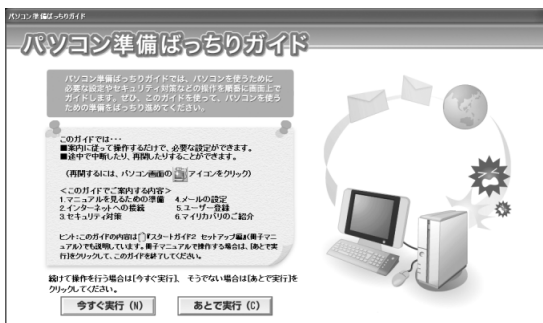 パソコン準備ばっちりガイド
パソコン準備ばっちりガイド
パソコン準備ばっちりガイドでは、パソコンを使うために
必要な設定やセキュリティ対策などの操作を順番に画面上で
ガイドします。ぜひ、このガイドを使って、パソコンを使う
ための準備をばっちり進めてください。
このガイドでは・・・
■案内に従って操作するだけで、必要な設定ができます。
■途中で中断したり、再開したりすることができます。
(再開するには、パソコン画面の アイコンをクリック)
＜このガイドでご案内する内容＞
1.マニュアルを見るための準備 4.メールの設定
2.インターネットへの接続 5.ユーザー登録
3.セキュリティ対策 6.マイリカバリのご紹介
ヒント:このガイドの内容は『スタートガイド2 セットアップ編』(冊子マニ
ュアル)でも説明しています。冊子マニュアルで操作する場合は、[あとで実
行]をクリックして、このガイドを終了してください。
続けて操作を行う場合は[今すぐ実行]、そうでない場合は[あとで実行]を
クリックしてください。
今すぐ実行 (N) あとで実行 (C)